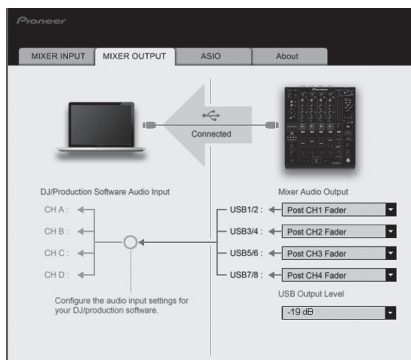 Pioneer
MIXER INPUT
MIXER OUTPUT
ASIO
About
Connected
Pioneer
DJ/Production Software Audio Input
Mixer Audio Output
CH A :
USB1/2 :
Post CH1 Fader
CH B :
USB3/4 :
Post CH2 Fader
CH C :
USB5/6 :
Post CH3 Fader
CH D :
USB7/8 :
Post CH4 Fader
Configure the audio input settings for
your DJ/production software.
USB Output Level
-19 dB